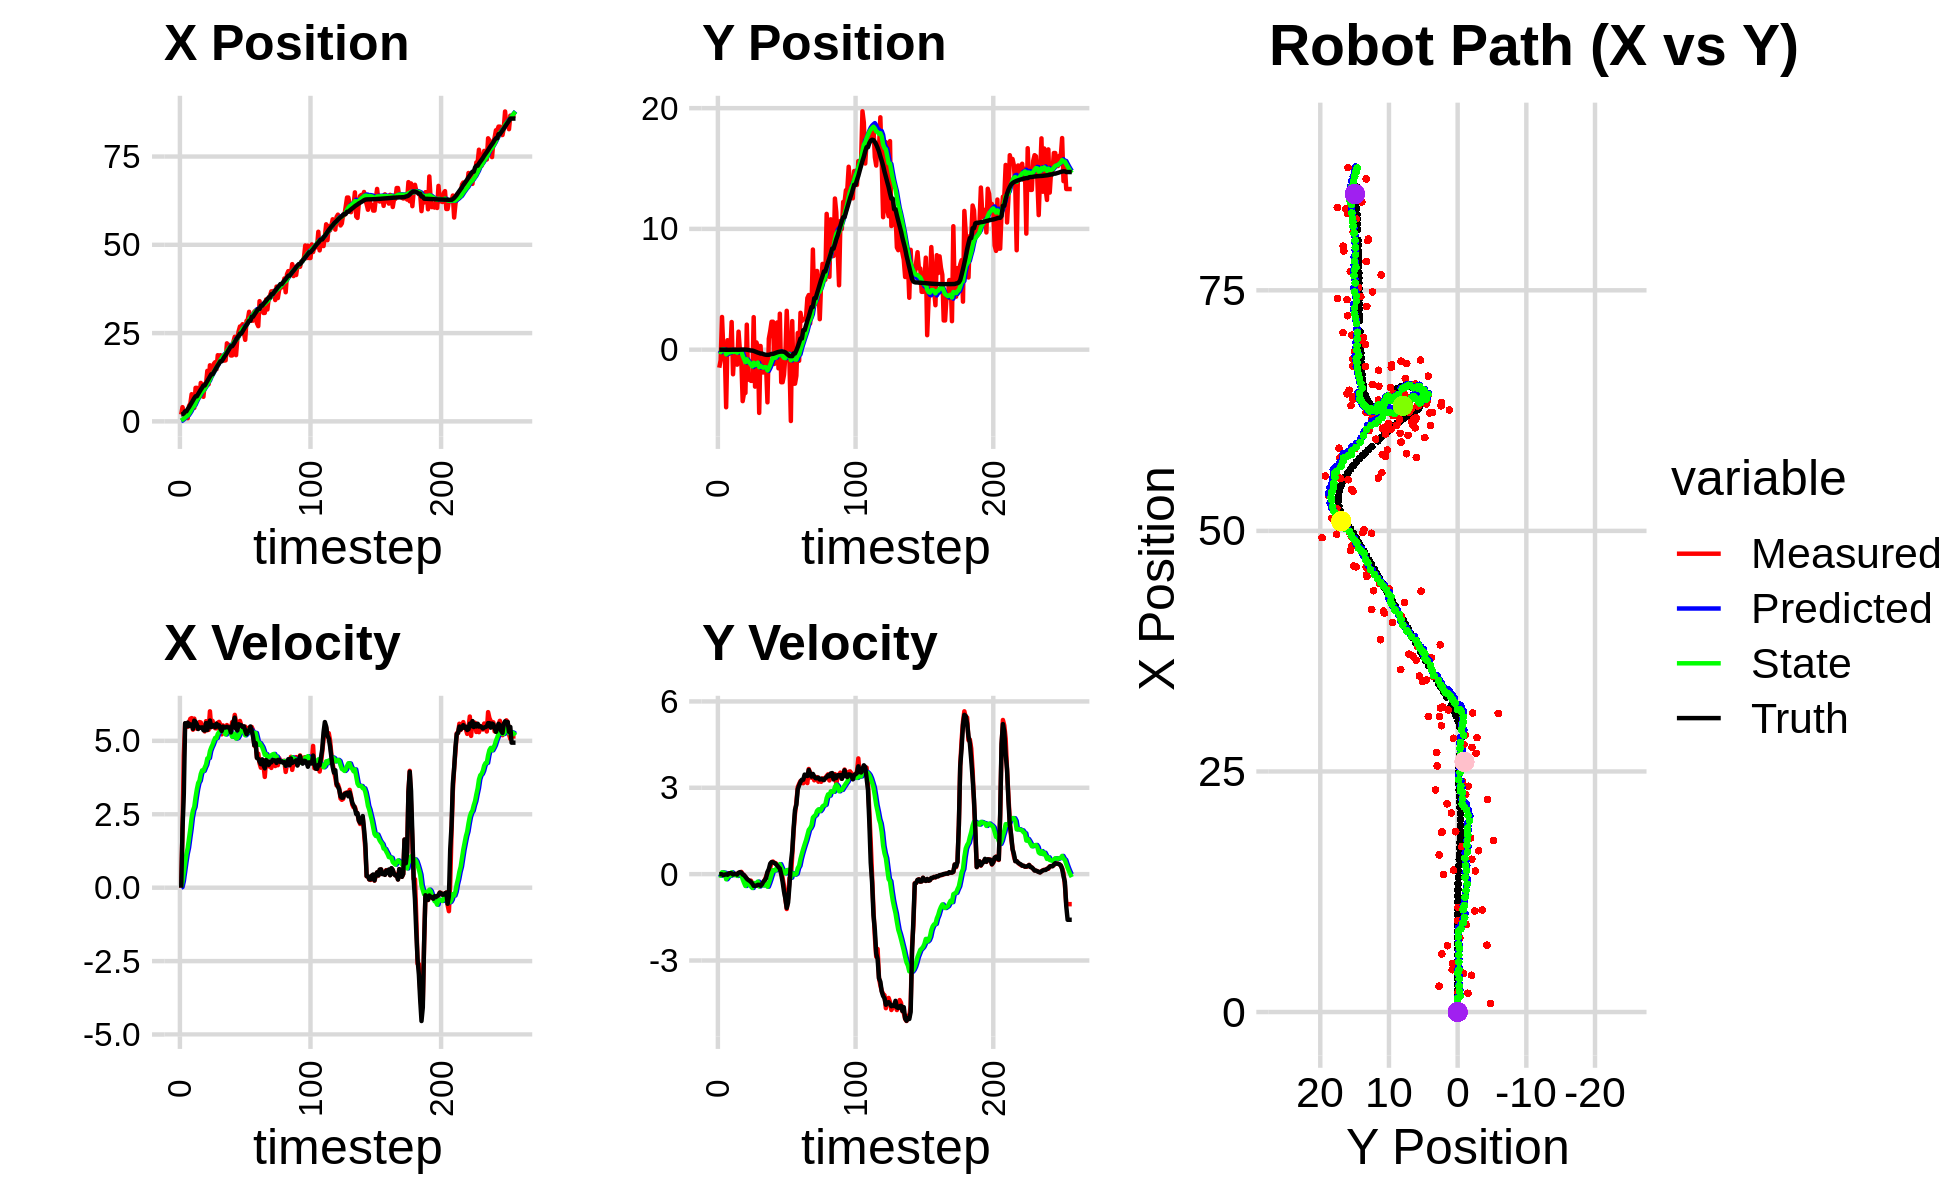 X Position
75
50
25
0
0
100
200
timestep
Y Position
20
10
0
0
100
200
timestep
X Velocity
5.0
2.5
0.0
-2.5
-5.0
0
100
200
timestep
Y Velocity
6
3
0
-3
0
100
200
timestep
Robot Path (X vs Y)
X Position
75
50
25
0
20 10 0 -10 -20
Y Position
variable
Measured
Predicted
State
Truth